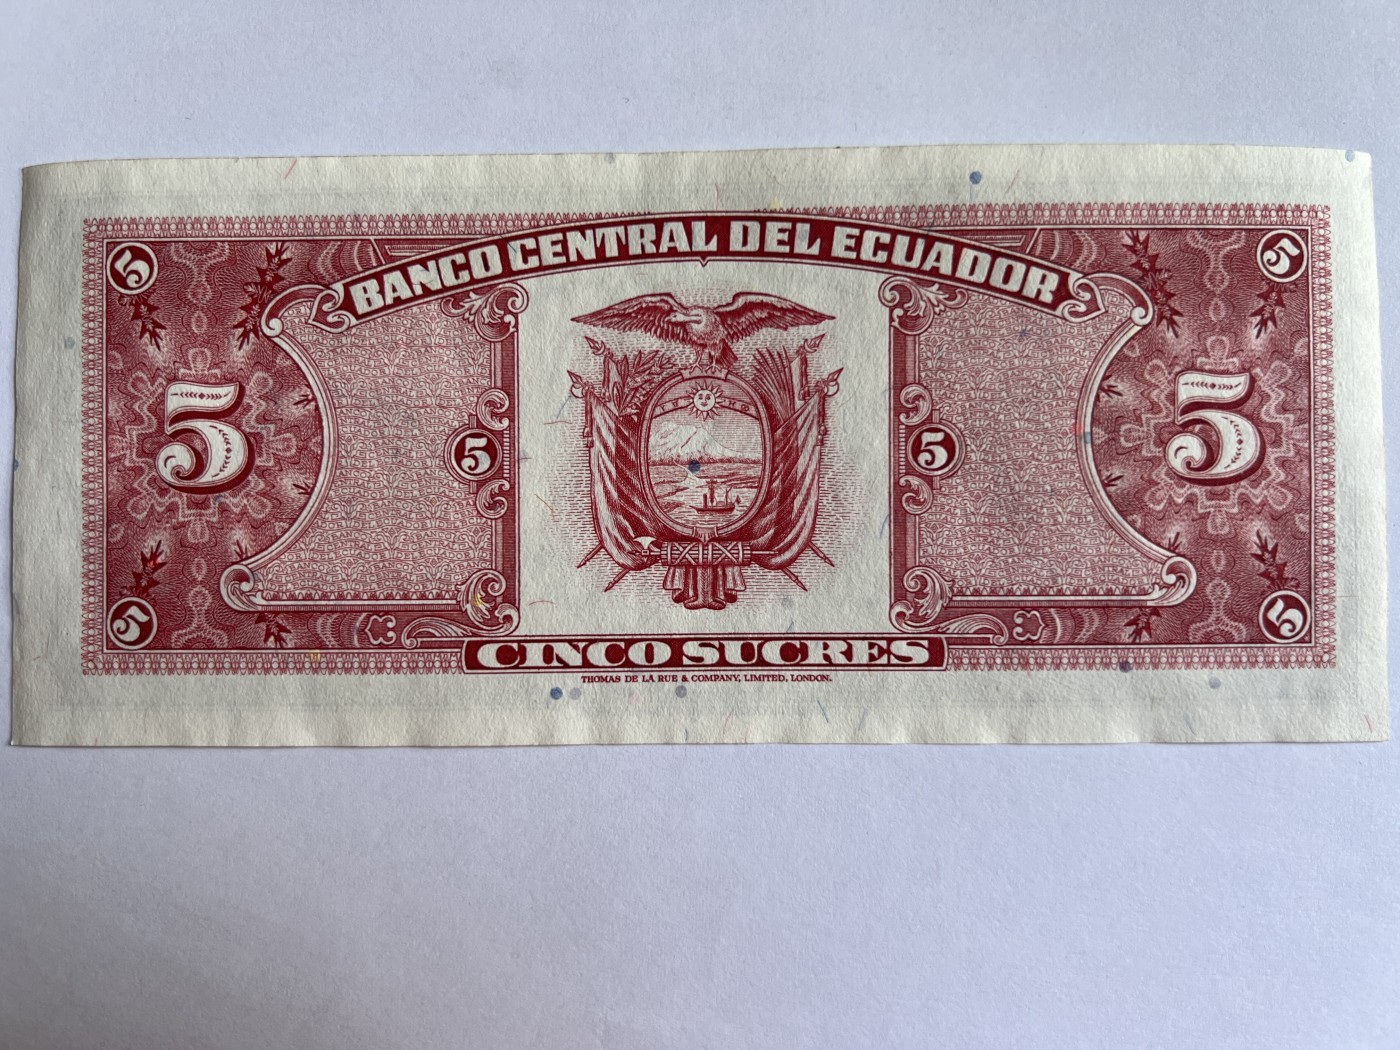 BANCO CENTRAL DEL ECUADOR
5 5
5 5 5 5
5 5
CINCO SUCRES
THOMAS DE LA RUE & COMPANY, LIMITED, LONDON.